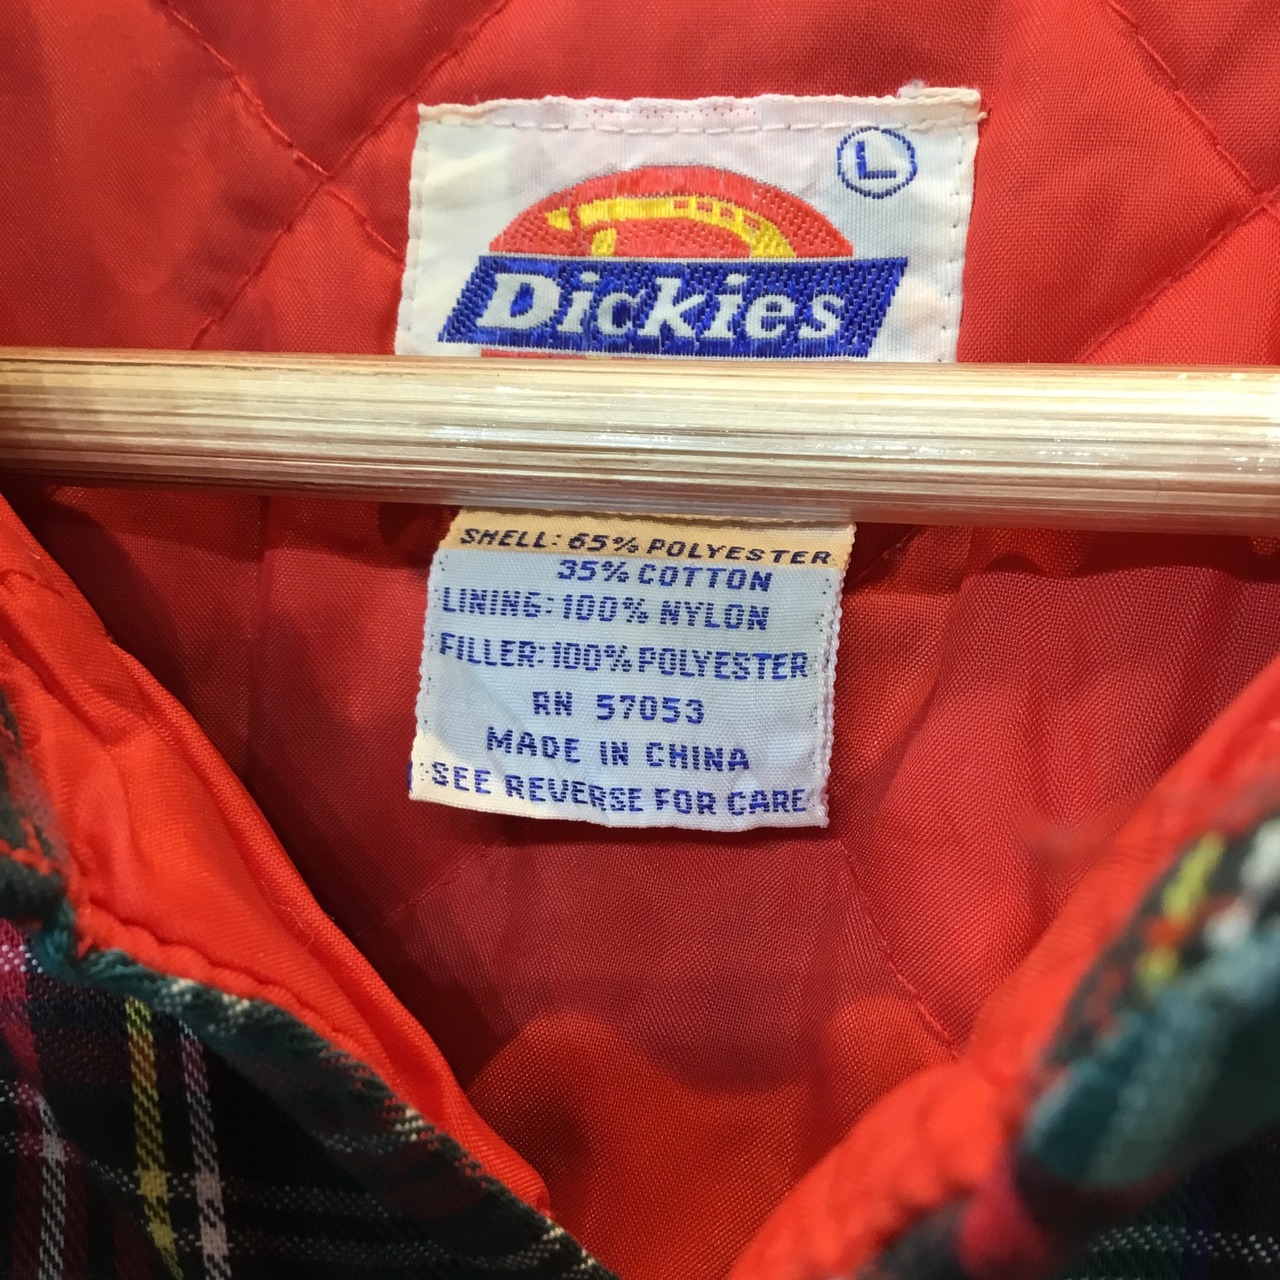 L
Dickies
SHELL: 65% POLYESTER
35% COTTON
LINING: 100% NYLON
FILLER: 100% POLYESTER
RN 57053
MADE IN CHINA
SEE REVERSE FOR CARE